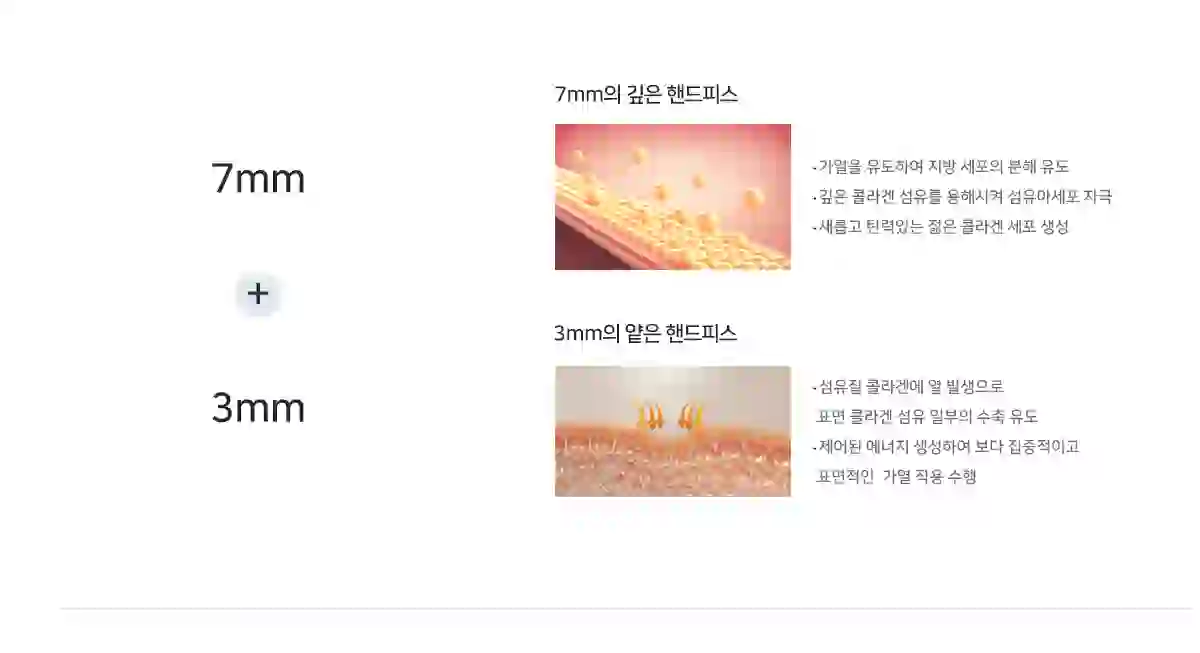 7mm
+
3mm
7mm의 깊은 핸드피스
- 가열을 유도하여 지방 세포의 분해 유도
- 깊은 콜라겐 섬유를 용해시켜 섬유아세포 자극
- 새롭고 탄력있는 젊은 콜라겐 세포 생성
3mm의 얕은 핸드피스
- 섬유질 콜라겐에 열 발생으로
표면 콜라겐 섬유 일부의 수축 유도
- 제어된 에너지 생성하여 보다 집중적이고
표면적인 가열 작용 수행